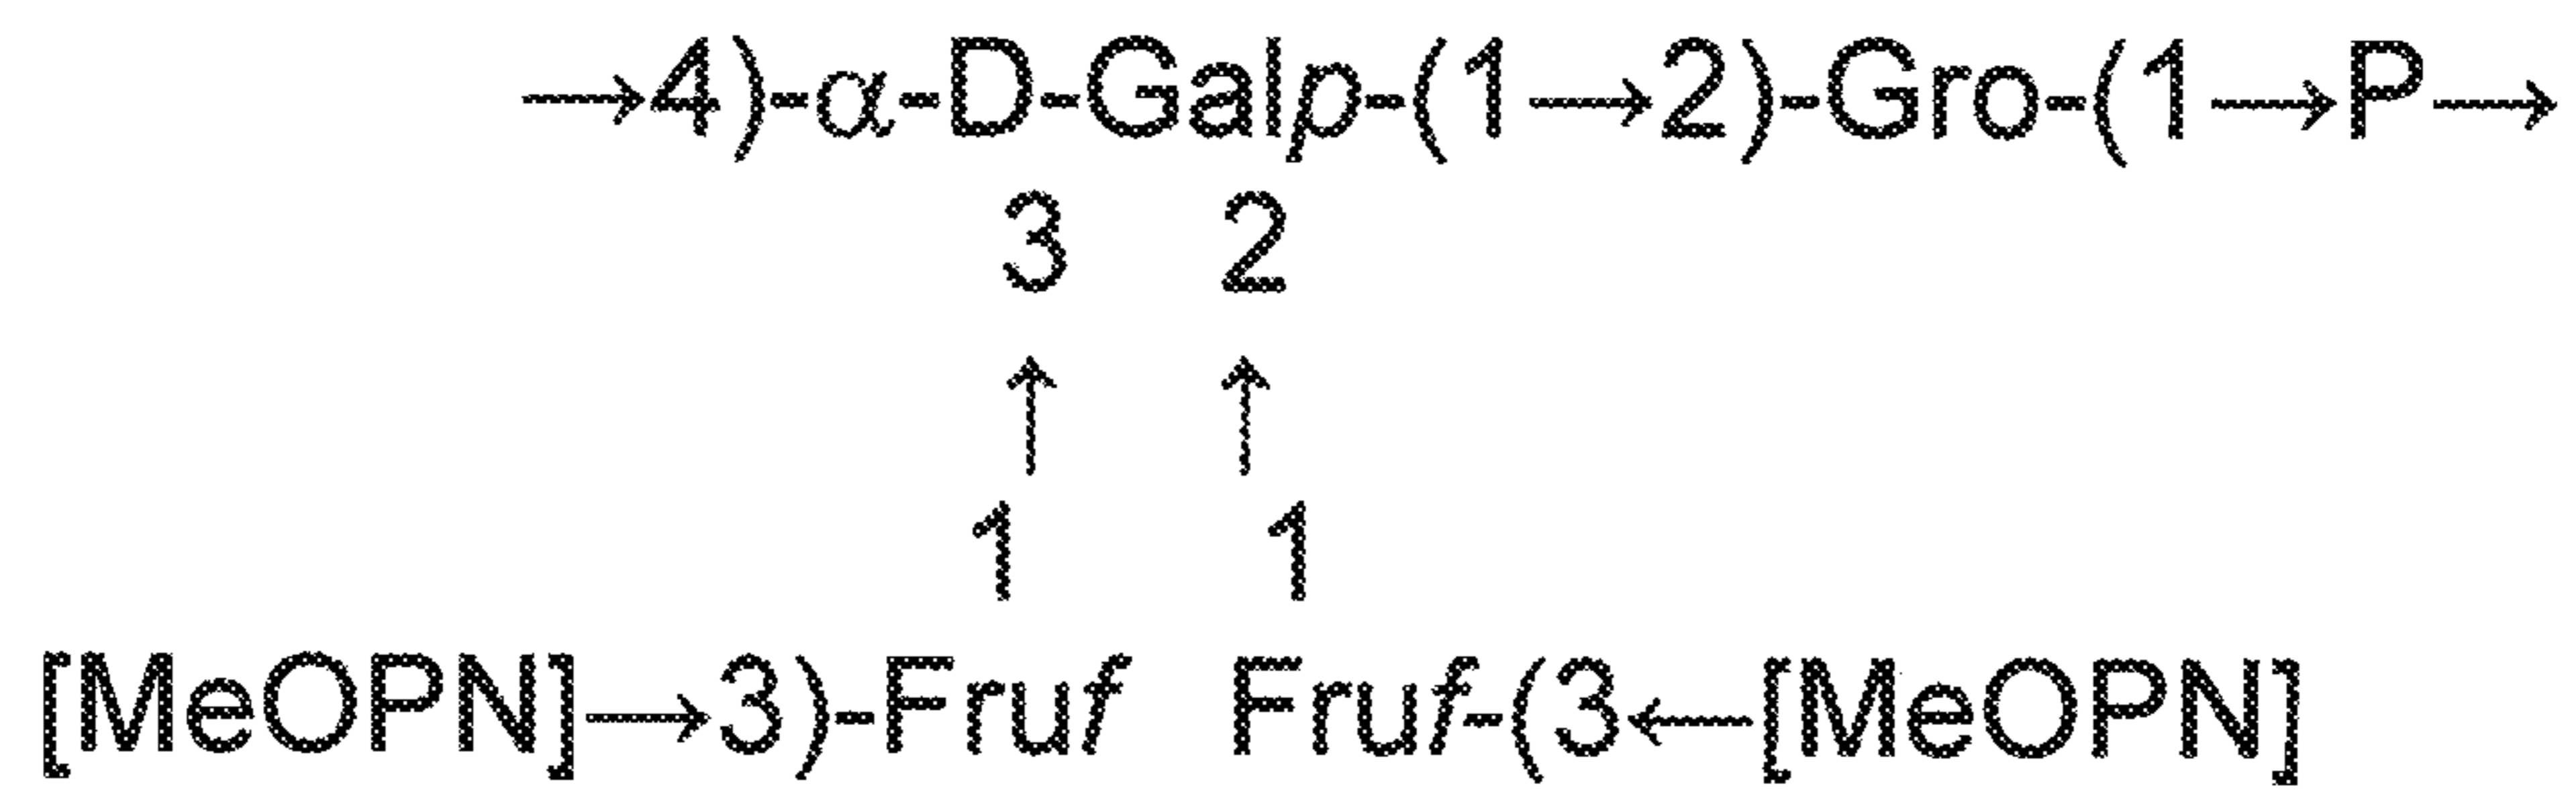 →4)-α-D-Galp-(1→2)-Gro-(1→P→
3 2
↑ ↑
1 1
[MeOPN]→3)-Fruf Fruf-(3←[MeOPN]